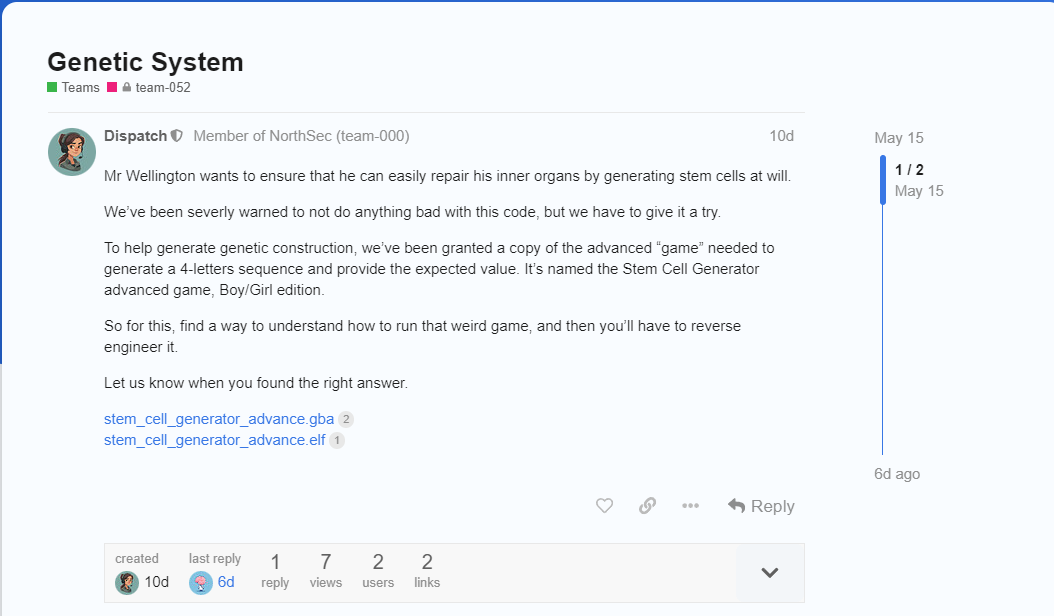 Genetic System
Teams team-052
Dispatch Member of NorthSec (team-000) 10d
Mr Wellington wants to ensure that he can easily repair his inner organs by generating stem cells at will.
We've been severly warned to not do anything bad with this code, but we have to give it a try.
To help generate genetic construction, we've been granted a copy of the advanced “game” needed to
generate a 4-letters sequence and provide the expected value. It's named the Stem Cell Generator
advanced game, Boy/Girl edition.
So for this, find a way to understand how to run that weird game, and then you'll have to reverse
engineer it.
Let us know when you found the right answer.
stem_cell_generator_advance.gba 2
stem_cell_generator_advance.elf 1
Reply
created last reply 1 7 2 2
10d 6d reply views users links
May 15
1 / 2
May 15
6d ago